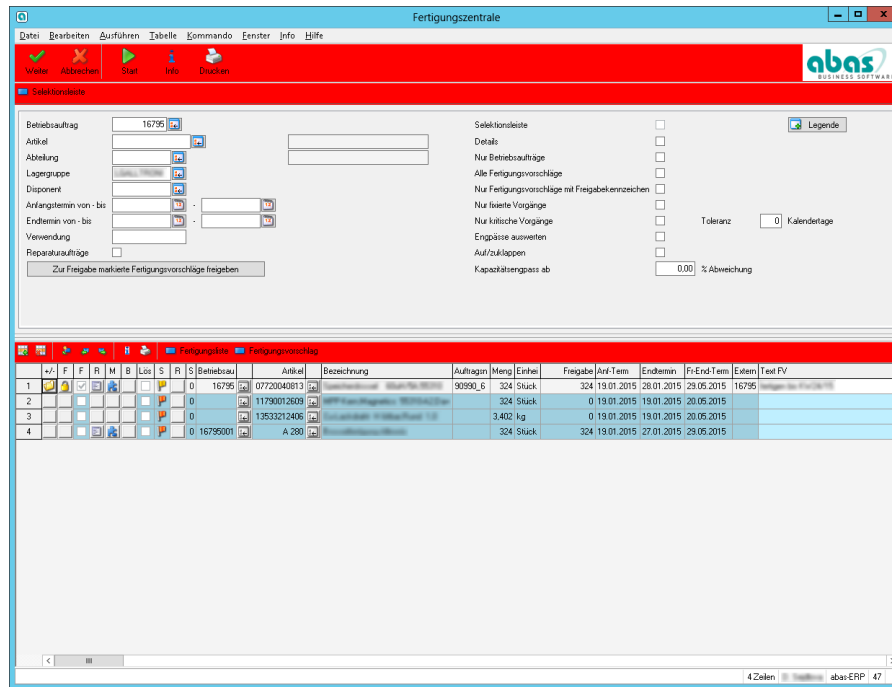 Fertigungszentrale
Datei Bearbeiten Ausführen Tabelle Kommando Fenster Info Hilfe
Weiter Abbrechen Start Info Drucken
abas
BUSINESS SOFTWARE
Selektionsleiste
Betriebsauftrag 16795 Selektionsleiste Legende
Artikel Details
Abteilung Nur Betriebsaufträge
Lagergruppe Alle Fertigungsvorschläge
Disponent Nur Fertigungsvorschläge mit Freigabekennzeichen
Anfangstermin von - bis - Nur fixierte Vorgänge
Endtermin von - bis - Nur kritische Vorgänge Toleranz 0 Kalendertage
Verwendung Engpässe auswerten
Reparaturaufträge Auf/zuklappen
Zur Freigabe markierte Fertigungsvorschläge freigeben Kapazitätsengpass ab 0,00 % Abweichung
Fertigungsliste Fertigungsvorschlag
+/- F F R M B Lös S R S Betriebsau Artikel Bezeichnung Auftragsn Meng Einhei Freigabe Anf-Term Endtermin Fr-End-Term Extern Text FV
1 0 16795 07720040813 90990_6 324 Stück 324 19.01.2015 28.01.2015 29.05.2015 16795
2 0 11790012609 324 Stück 0 19.01.2015 19.01.2015 20.05.2015
3 0 13533212406 3,402 kg 0 19.01.2015 19.01.2015 20.05.2015
4 0 16795001 A 280 324 Stück 324 19.01.2015 27.01.2015 29.05.2015
4 Zeilen abas-ERP 47